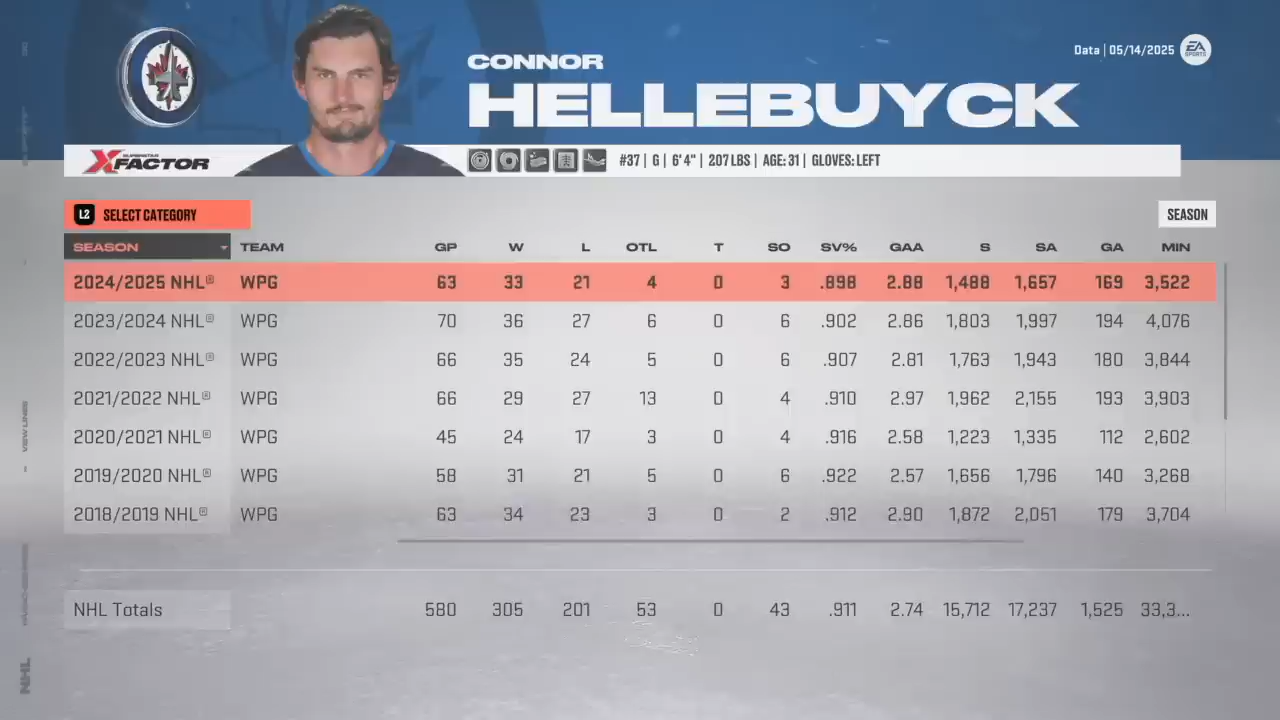 Data | 05/14/2025
EA SPORTS
CONNOR
HELLEBUYCK
SUPERSTAR
X FACTOR
#37 | G | 6'4" | 207LBS | AGE: 31 | GLOVES: LEFT
L2 SELECT CATEGORY
SEASON
SEASON TEAM GP W L OTL T SO SV% GAA S SA GA MIN
2024/2025 NHL® WPG 63 33 21 4 0 3 .898 2.88 1,488 1,657 169 3,522
2023/2024 NHL® WPG 70 36 27 6 0 6 .902 2.86 1,803 1,997 194 4,076
2022/2023 NHL® WPG 66 35 24 5 0 6 .907 2.81 1,763 1,943 180 3,844
2021/2022 NHL® WPG 66 29 27 13 0 4 .910 2.97 1,962 2,155 193 3,903
2020/2021 NHL® WPG 45 24 17 3 0 4 .916 2.58 1,223 1,335 112 2,602
2019/2020 NHL® WPG 58 31 21 5 0 6 .922 2.57 1,656 1,796 140 3,268
2018/2019 NHL® WPG 63 34 23 3 0 2 .912 2.90 1,872 2,051 179 3,704
NHL Totals 580 305 201 53 0 43 .911 2.74 15,712 17,237 1,525 33,3...
VIEW LINES
NHL